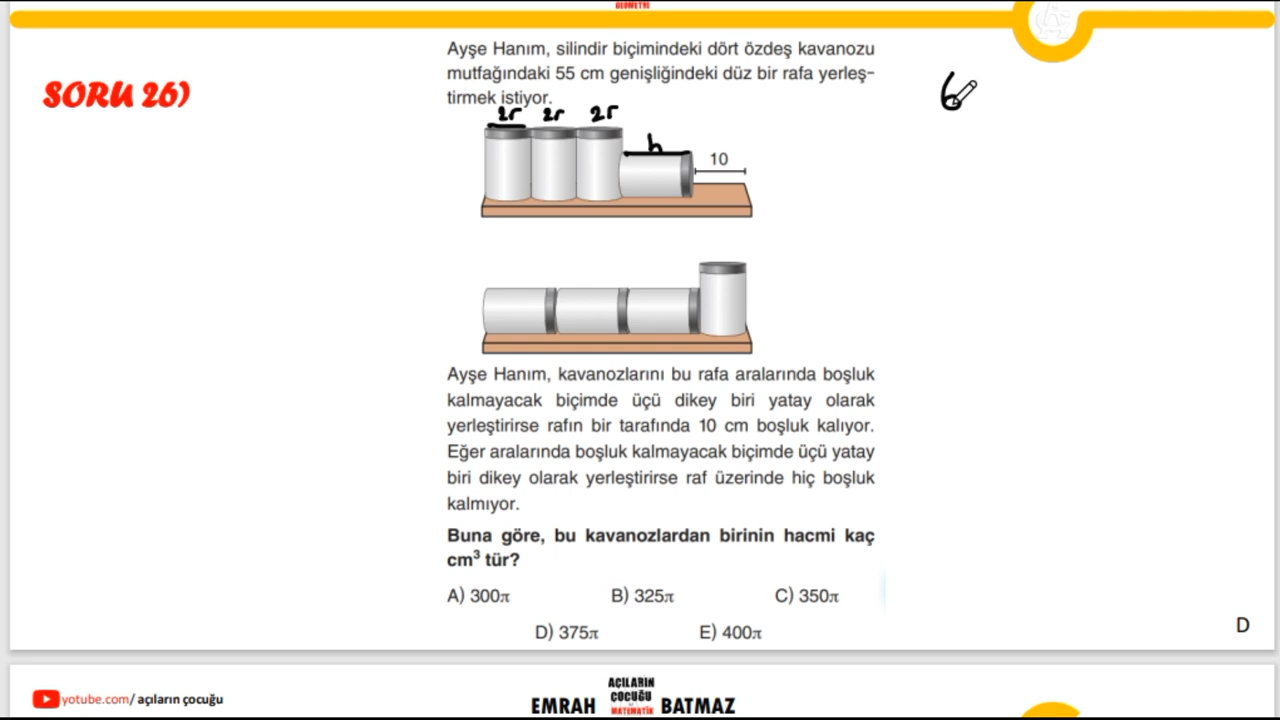 GEOMETRİ
SORU 26)
Ayşe Hanım, silindir biçimindeki dört özdeş kavanozu
mutfağındaki 55 cm genişliğindeki düz bir rafa yerleş-
tirmek istiyor.
6
2r 2r 2r
h
10
Ayşe Hanım, kavanozlarını bu rafa aralarında boşluk
kalmayacak biçimde üçü dikey biri yatay olarak
yerleştirirse rafın bir tarafında 10 cm boşluk kalıyor.
Eğer aralarında boşluk kalmayacak biçimde üçü yatay
biri dikey olarak yerleştirirse raf üzerinde hiç boşluk
kalmıyor.
Buna göre, bu kavanozlardan birinin hacmi kaç
cm³ tür?
A) 300π B) 325π C) 350π
D) 375π E) 400π
D
yotube.com/ açıların çocuğu
AÇILARIN
ÇOCUĞU
EMRAH MATEMATİK BATMAZ